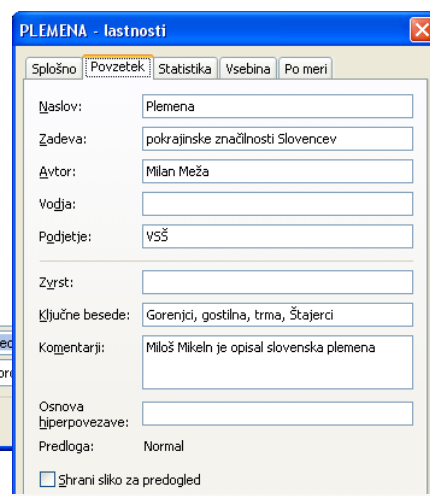 PLEMENA - lastnosti
Splošno Povzetek Statistika Vsebina Po meri
Naslov: Plemena
Zadeva: pokrajinske značilnosti Slovencev
Avtor: Milan Meža
Vodja:
Podjetje: VSŠ
Zvrst:
Ključne besede: Gorenjci, gostilna, trma, Štajerci
Komentarji: Miloš Mikeln je opisal slovenska plemena
Osnova
hiperpovezave:
Predloga: Normal
Shrani sliko za predogled